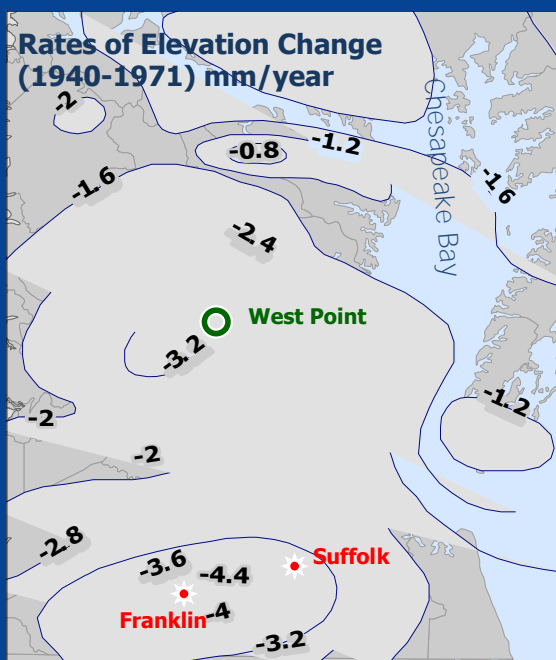 Rates of Elevation Change
(1940-1971) mm/year
-2
Chesapeake Bay
-0.8
-1.2
-1.6
-1.6
-2.4
West Point
-3.2
-2
-1.2
-2
-2.8
-3.6
-4.4
Suffolk
Franklin
-4
-3.2